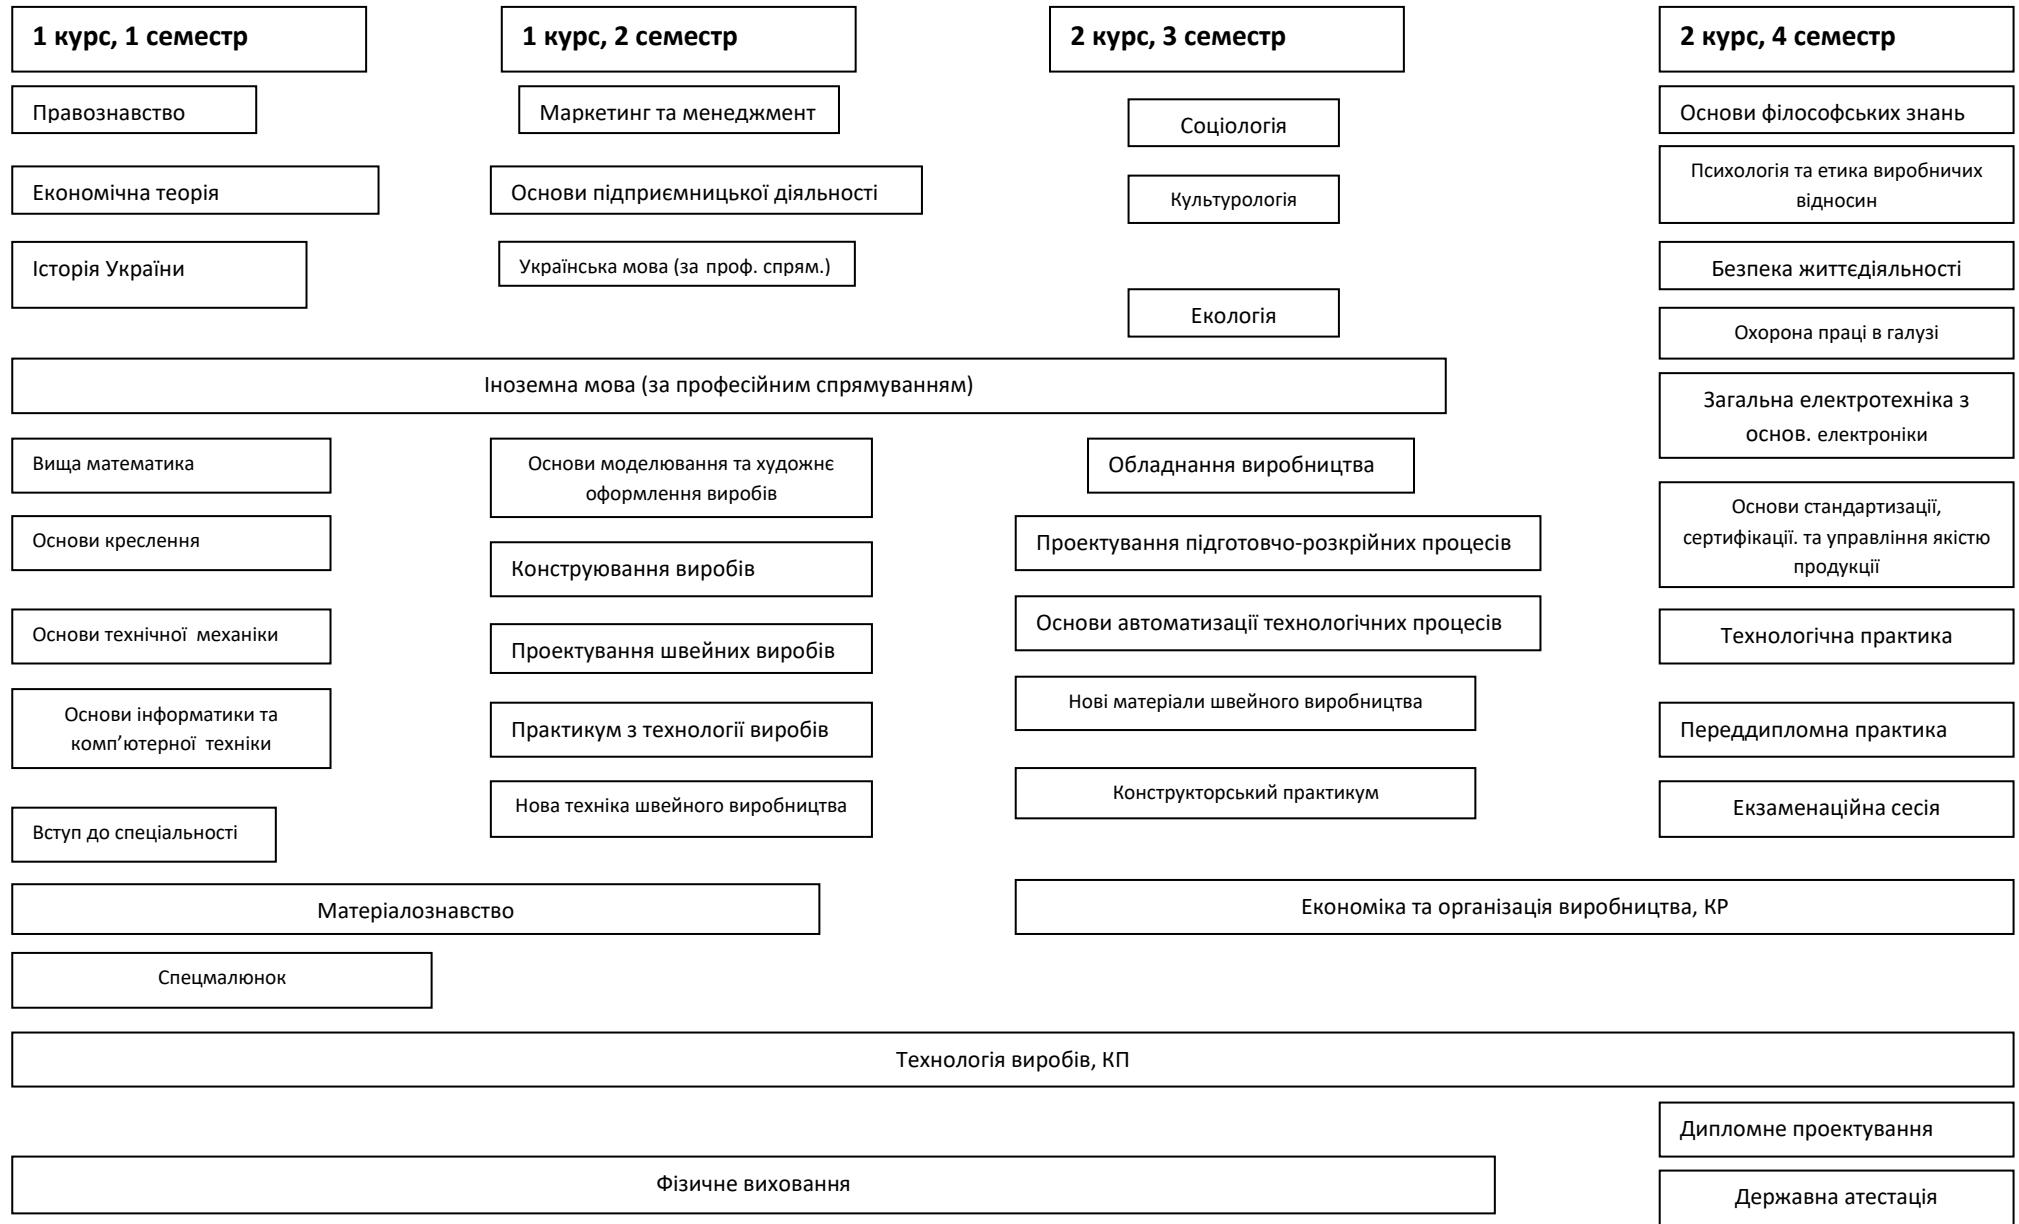 1 курс, 1 семестр
1 курс, 2 семестр
2 курс, 3 семестр
2 курс, 4 семестр
Правознавство
Маркетинг та менеджмент
Соціологія
Основи філософських знань
Економічна теорія
Основи підприємницької діяльності
Культурологія
Психологія та етика виробничих
відносин
Історія України
Українська мова (за проф. спрям.)
Екологія
Безпека життєдіяльності
Охорона праці в галузі
Іноземна мова (за професійним спрямуванням)
Загальна електротехніка з
основ. електроніки
Вища математика
Основи моделювання та художнє
оформлення виробів
Обладнання виробництва
Основи стандартизації,
сертифікації. та управління якістю
продукції
Основи креслення
Конструювання виробів
Проектування підготовчо-розкрійних процесів
Основи технічної механіки
Проектування швейних виробів
Основи автоматизації технологічних процесів
Технологічна практика
Основи інформатики та
комп’ютерної техніки
Практикум з технології виробів
Нові матеріали швейного виробництва
Переддипломна практика
Вступ до спеціальності
Нова техніка швейного виробництва
Конструкторський практикум
Екзаменаційна сесія
Матеріалознавство
Економіка та організація виробництва, КР
Спецмалюнок
Технологія виробів, КП
Дипломне проектування
Фізичне виховання
Державна атестація